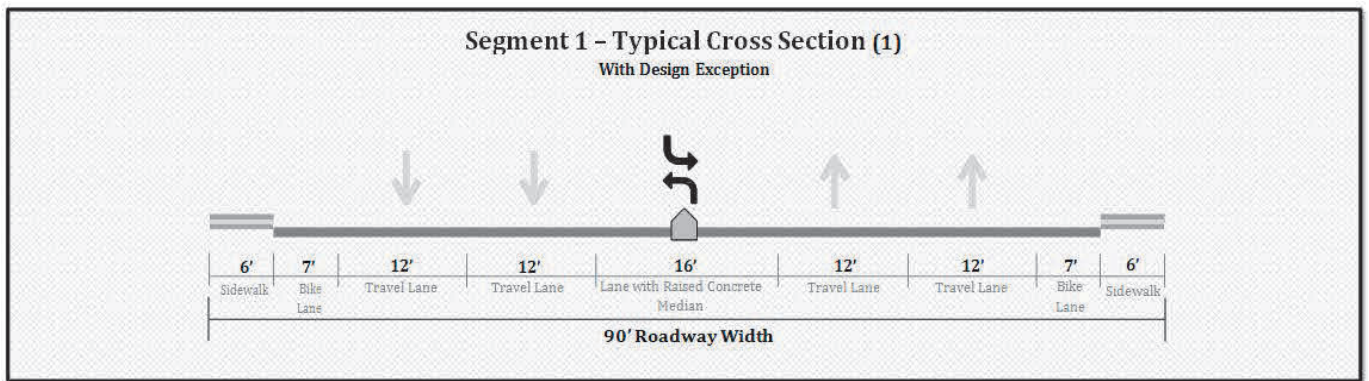 Segment 1 – Typical Cross Section (1)
With Design Exception
6’ 7’ 12’ 12’ 16’ 12’ 12’ 7’ 6’
Sidewalk Bike Travel Lane Travel Lane Lane with Raised Concrete Travel Lane Travel Lane Bike Sidewalk
Lane Median Lane
90’ Roadway Width